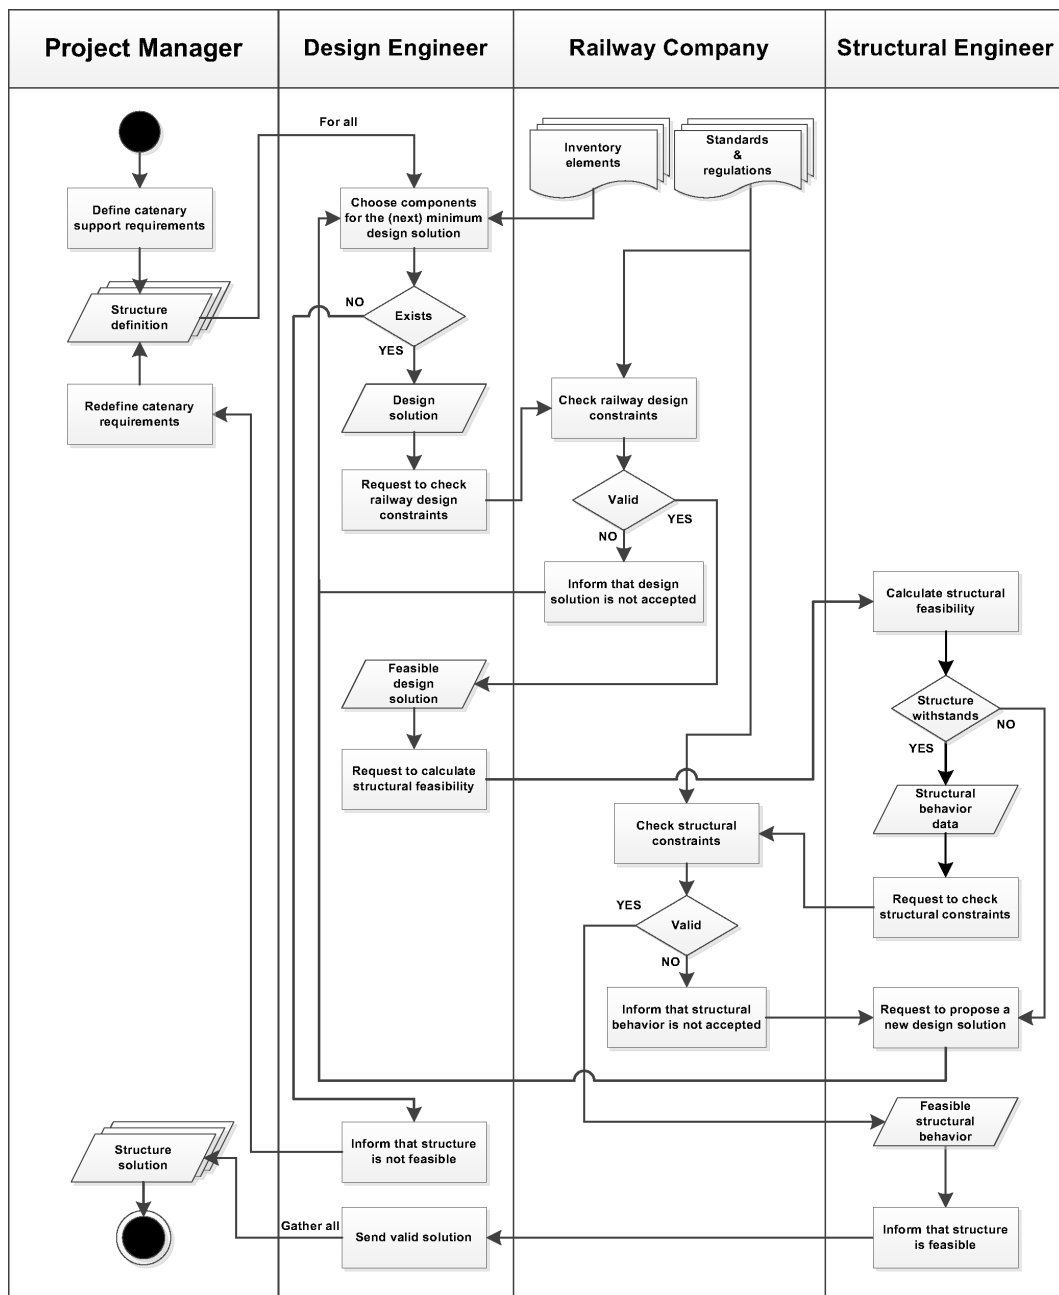 Project Manager
Design Engineer
Railway Company
Structural Engineer
For all
Inventory
elements
Standards
&
regulations
Define catenary
support requirements
Choose components
for the (next) minimum
design solution
Structure
definition
NO
Exists
YES
Redefine catenary
requirements
Design
solution
Check railway design
constraints
Request to check
railway design
constraints
Valid
YES
NO
Inform that design
solution is not accepted
Calculate structural
feasibility
Feasible
design
solution
Structure
withstands
NO
YES
Request to calculate
structural feasibility
Structural
behavior
data
Check structural
constraints
Request to check
structural constraints
YES
Valid
NO
Inform that structural
behavior is not accepted
Request to propose a
new design solution
Feasible
structural
behavior
Structure
solution
Inform that structure
is not feasible
Gather all
Send valid solution
Inform that structure
is feasible